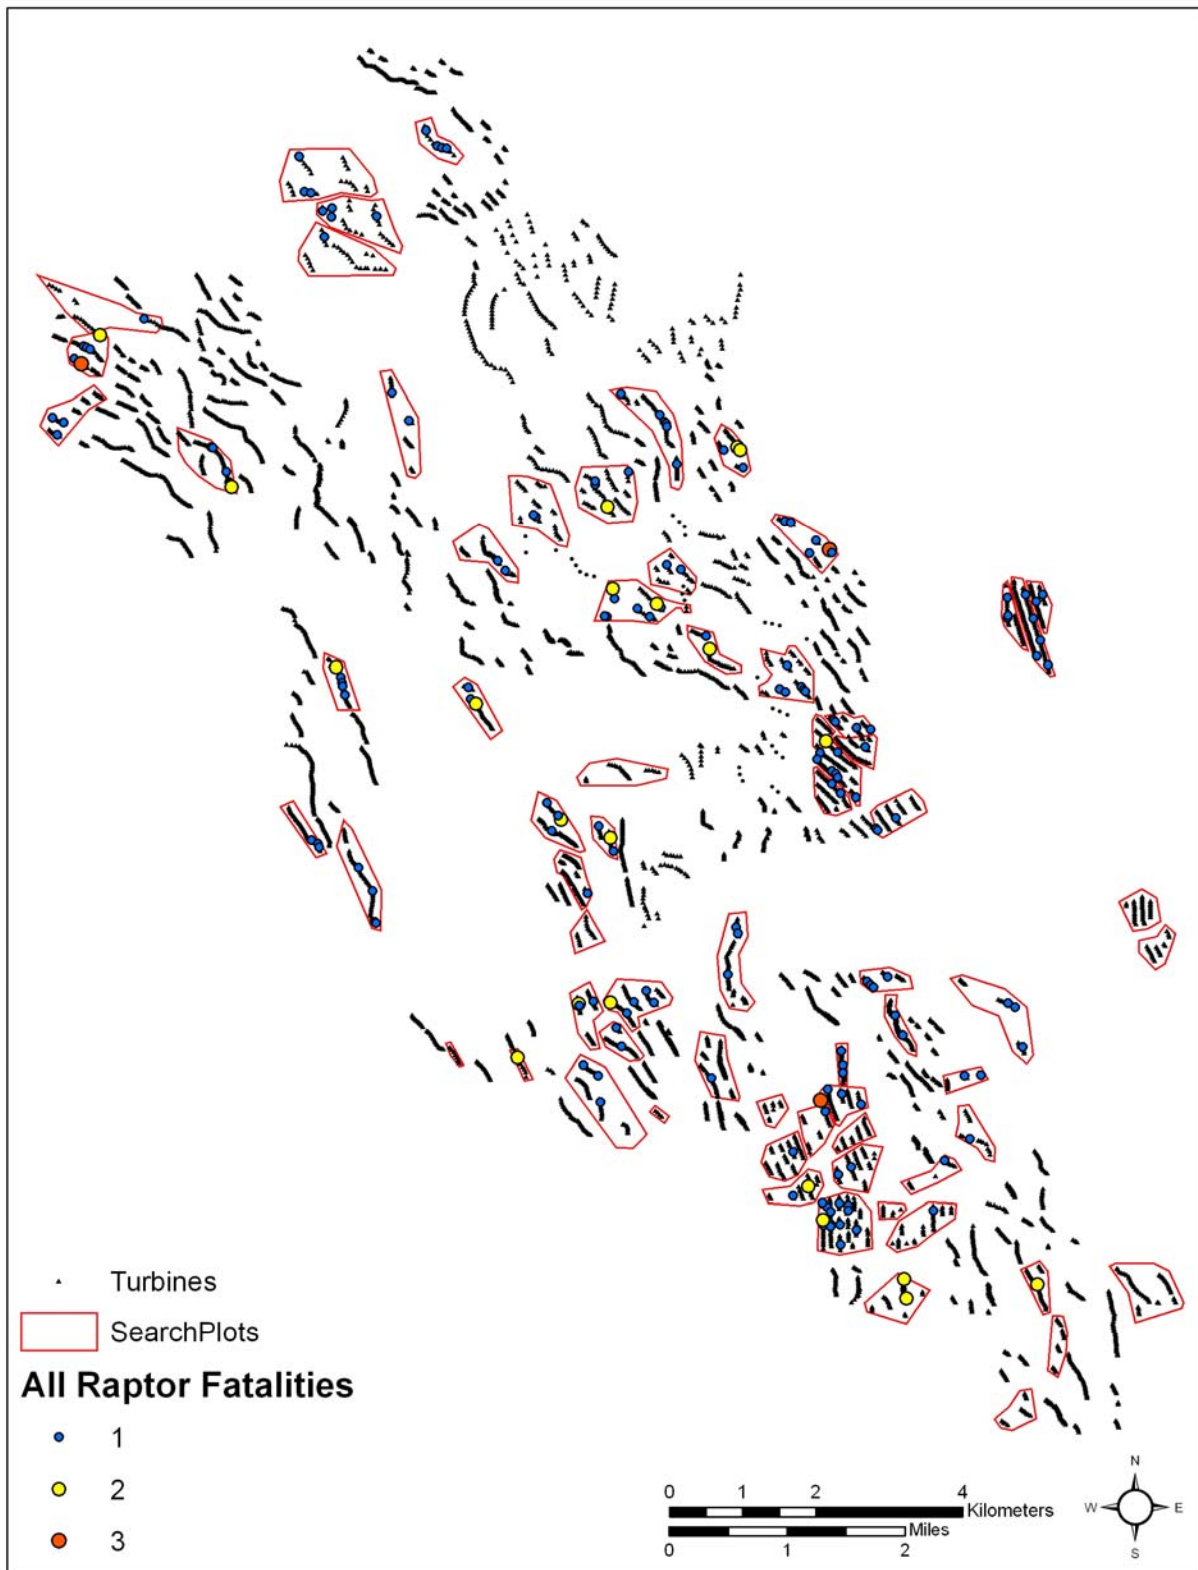 Turbines
SearchPlots
All Raptor Fatalities
1
2
3
0 1 2 4
Kilometers
Miles
0 1 2
N
W E
S